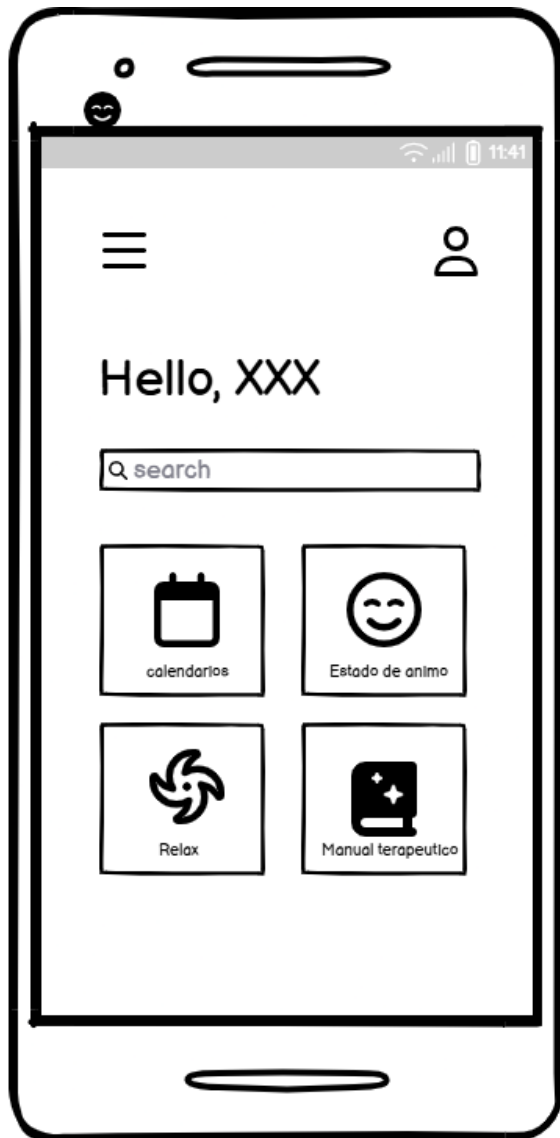 11:41
Hello, XXX
search
calendarios
Estado de animo
Relax
Manual terapeutico